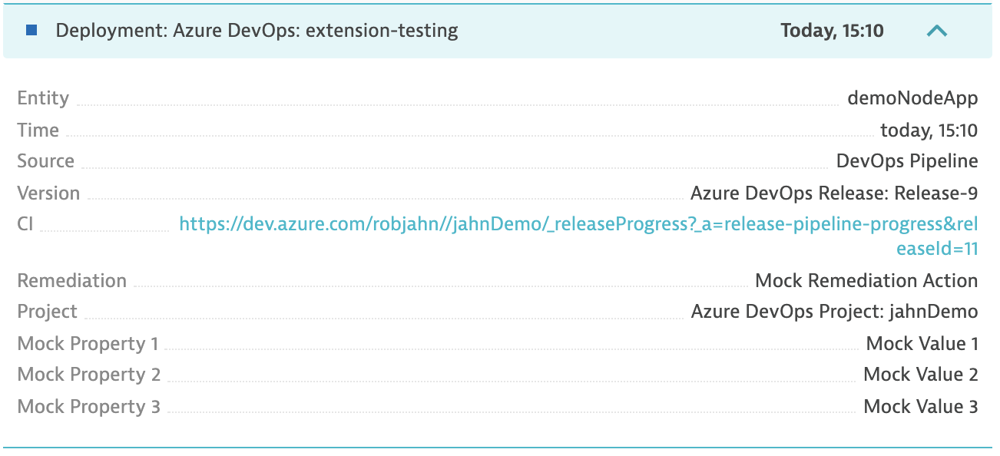 Deployment: Azure DevOps: extension-testing Today, 15:10
Entity demoNodeApp
Time today, 15:10
Source DevOps Pipeline
Version Azure DevOps Release: Release-9
CI https://dev.azure.com/robjahn//jahnDemo/_releaseProgress?_a=release-pipeline-progress&rel
easeId=11
Remediation Mock Remediation Action
Project Azure DevOps Project: jahnDemo
Mock Property 1 Mock Value 1
Mock Property 2 Mock Value 2
Mock Property 3 Mock Value 3